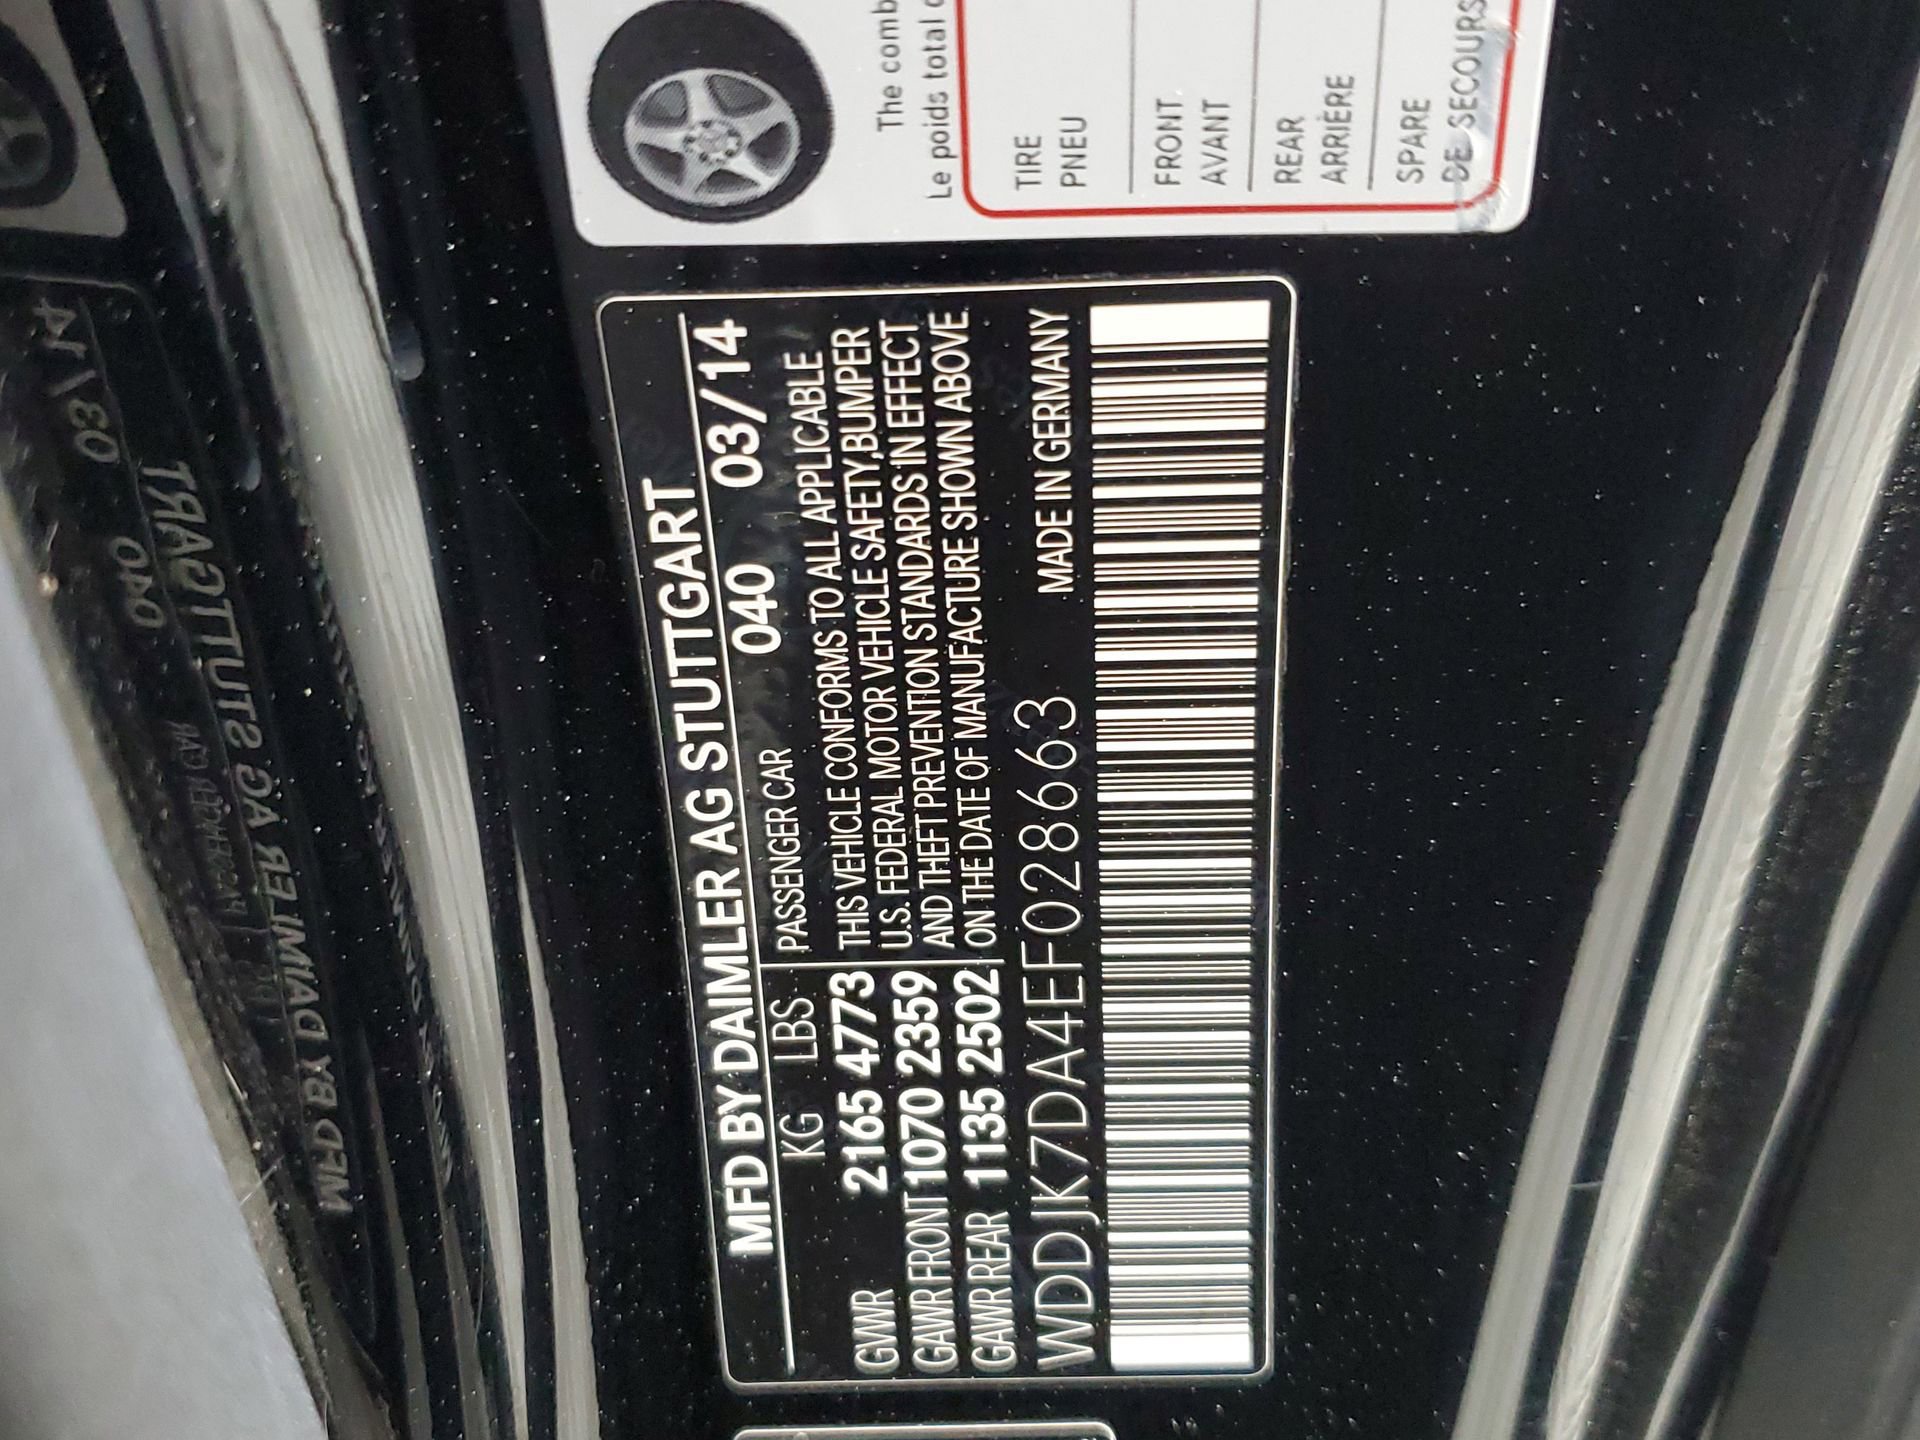 MFD BY DAIMLER AG STUTTGART
KG LBS 040 03/14
PASSENGER CAR
GVWR 2165 4773 THIS VEHICLE CONFORMS TO ALL APPLICABLE
U.S. FEDERAL MOTOR VEHICLE SAFETY,BUMPER
GAWR FRONT 1070 2359 AND THEFT PREVENTION STANDARDS IN EFFECT
GAWR REAR 1135 2502 ON THE DATE OF MANUFACTURE SHOWN ABOVE.
WDDJK7DA4EF028663 MADE IN GERMANY
The comb
Le poids total
TIRE
PNEU
FRONT
AVANT
REAR
ARRIÈRE
SPARE
DE SECOURS
03/14
040
STUTTGART
MFD BY DAIMLER AG